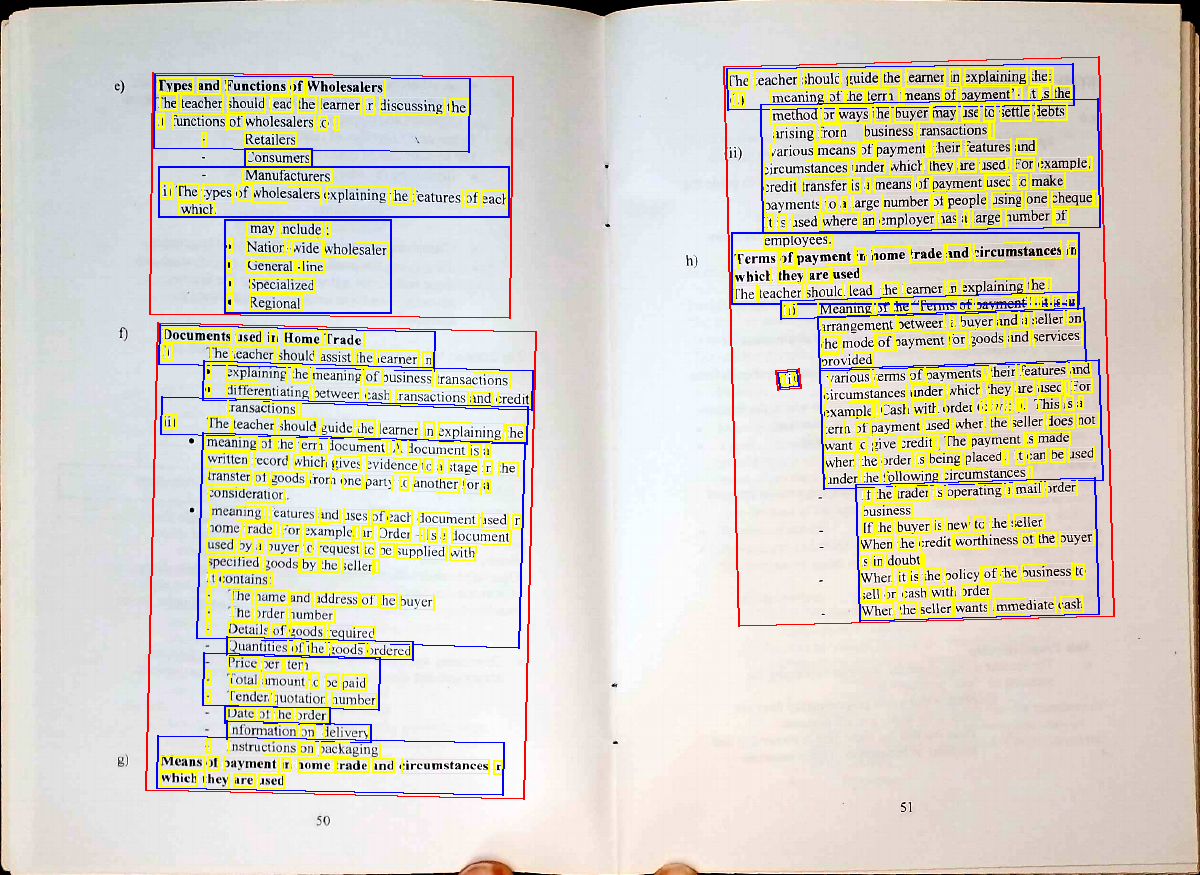 e) Types and Functions of Wholesalers
The teacher should lead the learner in discussing the
i) functions of wholesalers to :
- Retailers
- Consumers
- Manufacturers
ii) The types of wholesalers explaining the features of each
which.
may include :
• Nation-wide wholesaler
• General-line
• Specialized
• Regional
f) Documents used in Home Trade
i) The teacher should assist the learner in
• explaining the meaning of business transactions
• differentiating between cash transactions and credit
transactions
(ii) The teacher should guide the learner in explaining the
• meaning of the term document. A document is a
written record which gives evidence to a stage in the
transfer of goods from one party to another for a
consideration.
• meaning features and uses of each document used in
home trade. For example, an Order - is a document
used by a buyer to request to be supplied with
specified goods by the seller.
It contains:
- The name and address of the buyer
- The order number
- Details of goods required
- Quantities of the goods ordered
- Price per item
- Total amount to be paid
- Tender/quotation number
- Date of the order
- Information on delivery
- Instructions on packaging
g) Means of payment in home trade and circumstances in
which they are used
50
The teacher should guide the learner in explaining the:
(i) meaning of the term 'means of payment' - it is the
method or ways the buyer may use to settle debts
arising from business transactions
ii) various means of payment their features and
circumstances under which they are used. For example,
credit transfer is a means of payment used to make
payments to a large number of people using one cheque
it is used where an employer has a large number of
employees.
h) Terms of payment in home trade and circumstances in
which they are used
The teacher should lead the learner in explaining the
i) Meaning of the "Terms of payment" - it is an
arrangement between a buyer and a seller on
the mode of payment for goods and services
provided
ii) various terms of payments, their features and
circumstances under which they are used. For
example, Cash with order This is a
term of payment used when the seller does not
want to give credit. The payment is made
when the order is being placed. It can be used
under the following circumstances
- If the trader is operating a mail order
business
- If the buyer is new to the seller
- When the credit worthiness of the buyer
is in doubt
- When it is the policy of the business to
sell or cash with order
- When the seller wants immediate cash
51